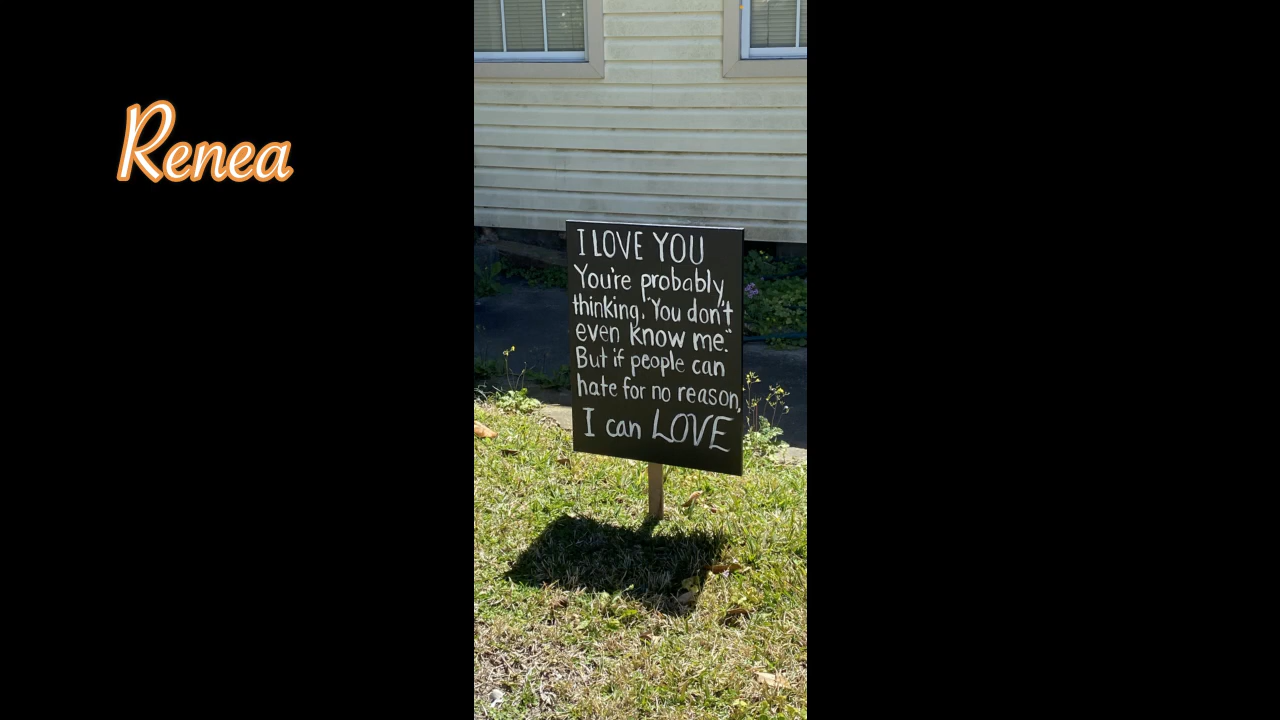 Renea
I LOVE YOU
You're probably
thinking. "You don't
even know me."
But if people can
hate for no reason,
I can LOVE